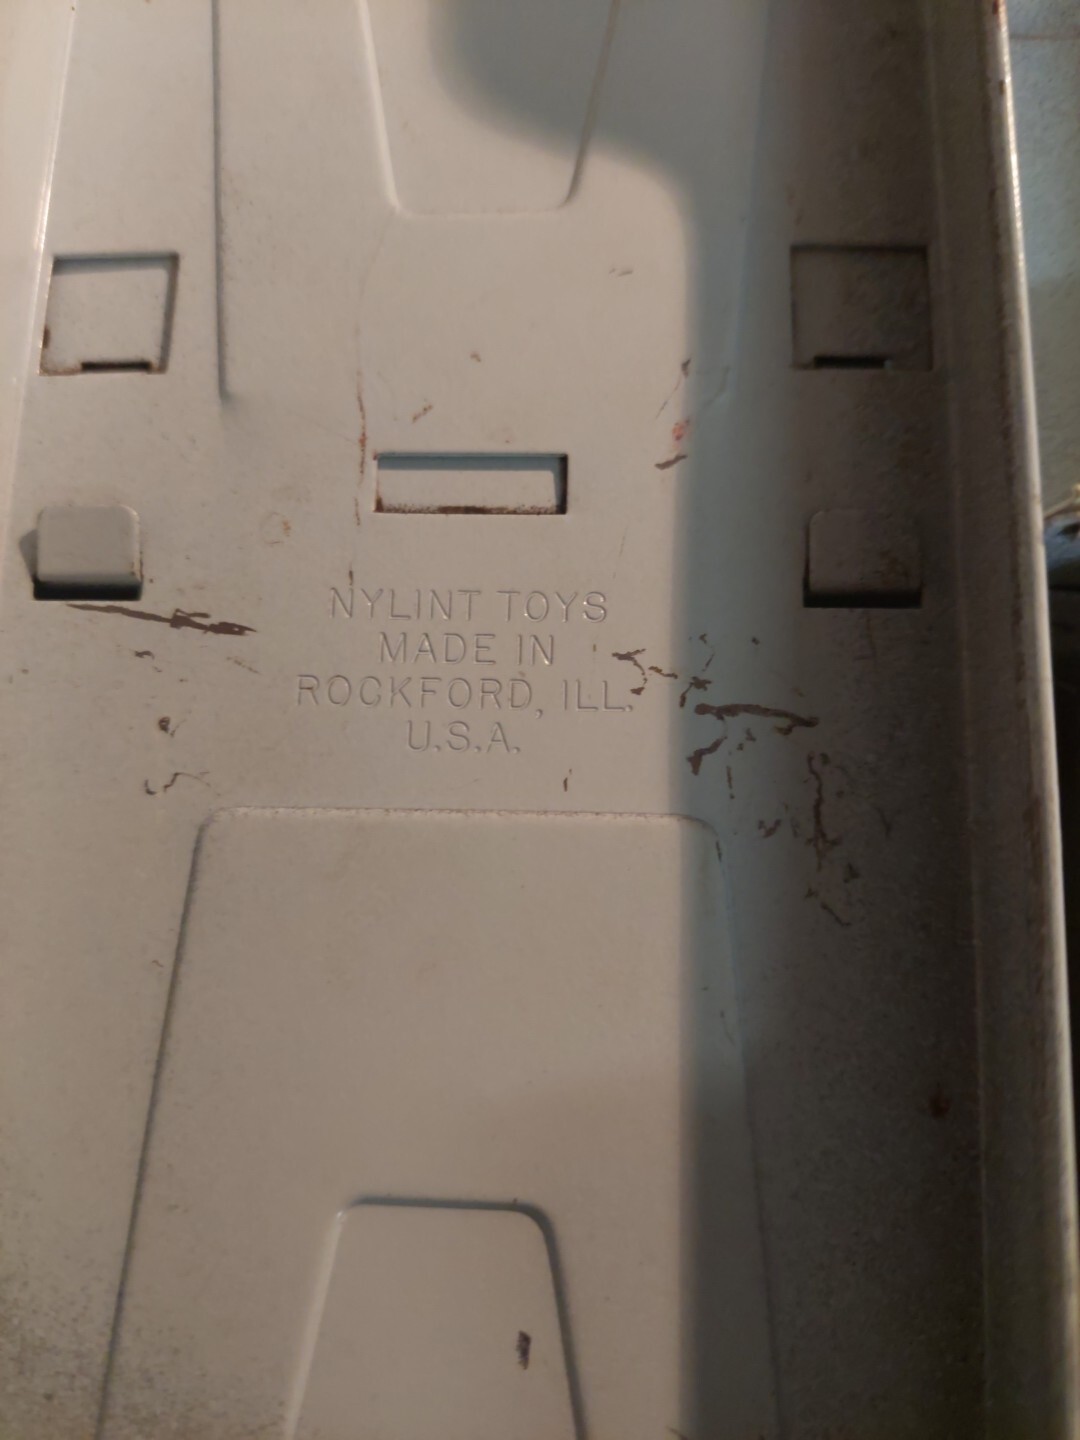 NYLINT TOYS
MADE IN
ROCKFORD, ILL.
U.S.A.